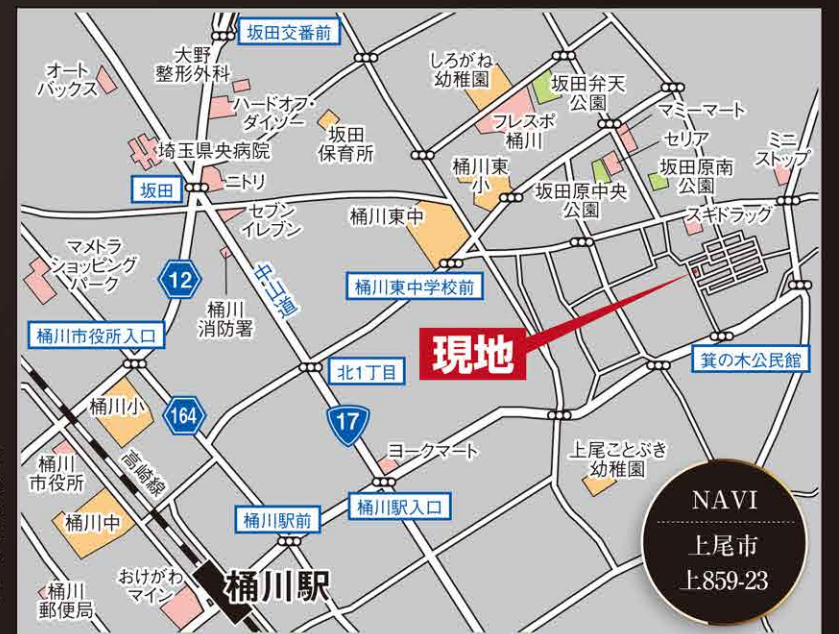 坂田交番前
大野
整形外科
オート
バックス
ハードオフ・
ダイソー
坂田
保育所
しろがね
幼稚園
坂田弁天
公園
フレスポ
桶川
マミーマート
セリア
ミニ
ストップ
埼玉県央病院
坂田
ニトリ
セブン
イレブン
桶川東
小
桶川東中
坂田原中央
公園
坂田原南
公園
スギドラッグ
マメトラ
ショッピング
パーク
12
桶川
消防署
中山道
桶川東中学校前
桶川市役所入口
現地
箕の木公民館
北1丁目
桶川小
164
17
高崎線
ヨークマート
上尾ことぶき
幼稚園
桶川
市役所
桶川中
桶川駅前
桶川駅入口
桶川
郵便局
おけがわ
マイン
桶川駅
NAVI
上尾市
上859-23